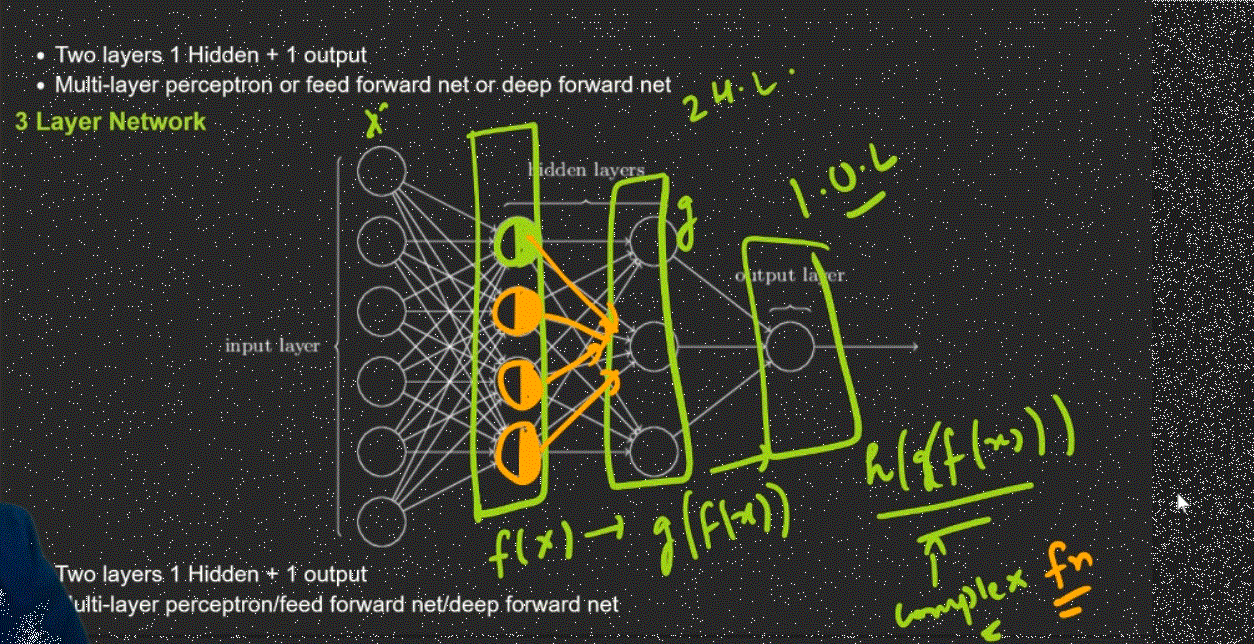 Two layers 1 Hidden + 1 output
Multi-layer perceptron or feed forward net or deep forward net
2 H.L.
3 Layer Network
X
hidden layers
1.O.L
g
output layer
input layer
h(g(f(x)))
f(x) → g(f(x))
complex fn
Two layers 1 Hidden + 1 output
ulti-layer perceptron/feed forward net/deep forward net